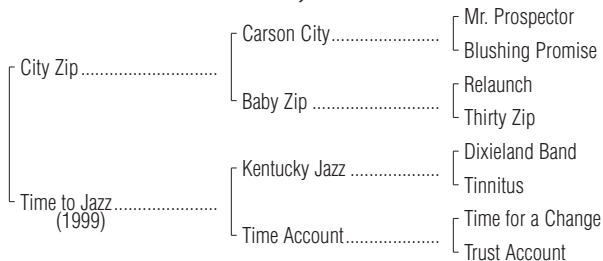 Mr. Prospector
Carson City..............................
Blushing Promise
City Zip ......................................
Relaunch
Baby Zip ...................................
Thirty Zip
Dixieland Band
Kentucky Jazz .........................
Tinnitus
Time to Jazz.............................
(1999)
Time for a Change
Time Account...........................
Trust Account